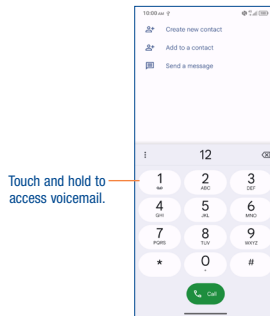 10:09 AM
Create new contact
Add to a contact
Send a message
12
Touch and hold to
access voicemail.
1
2 ABC
3 DEF
4 GHI
5 JKL
6 MNO
7 PQRS
8 TUV
9 WXYZ
*
0
+
#
Call